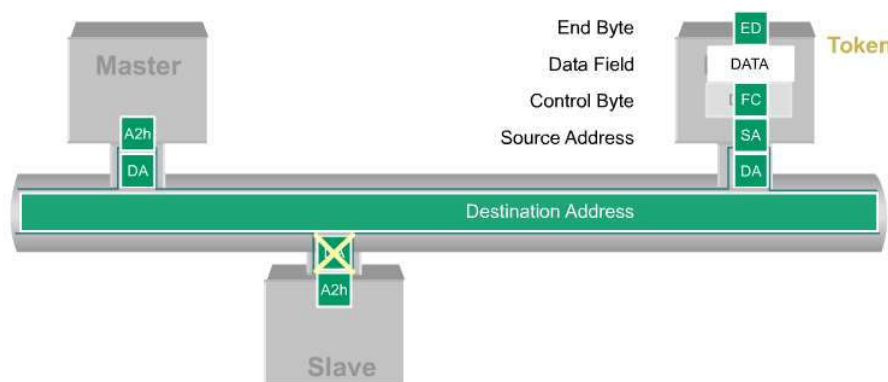 End Byte
ED
Token
Master
Data Field
DATA
Control Byte
FC
A2h
Source Address
SA
DA
DA
Destination Address
A2h
Slave